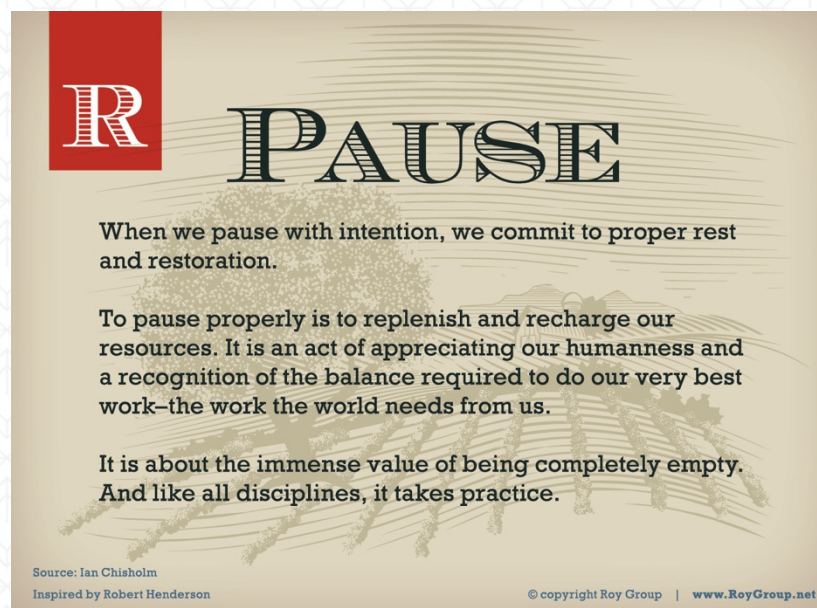 R
PAUSE
When we pause with intention, we commit to proper rest
and restoration.
To pause properly is to replenish and recharge our
resources. It is an act of appreciating our humanness and
a recognition of the balance required to do our very best
work–the work the world needs from us.
It is about the immense value of being completely empty.
And like all disciplines, it takes practice.
Source: Ian Chisholm
Inspired by Robert Henderson
© copyright Roy Group | www.RoyGroup.net